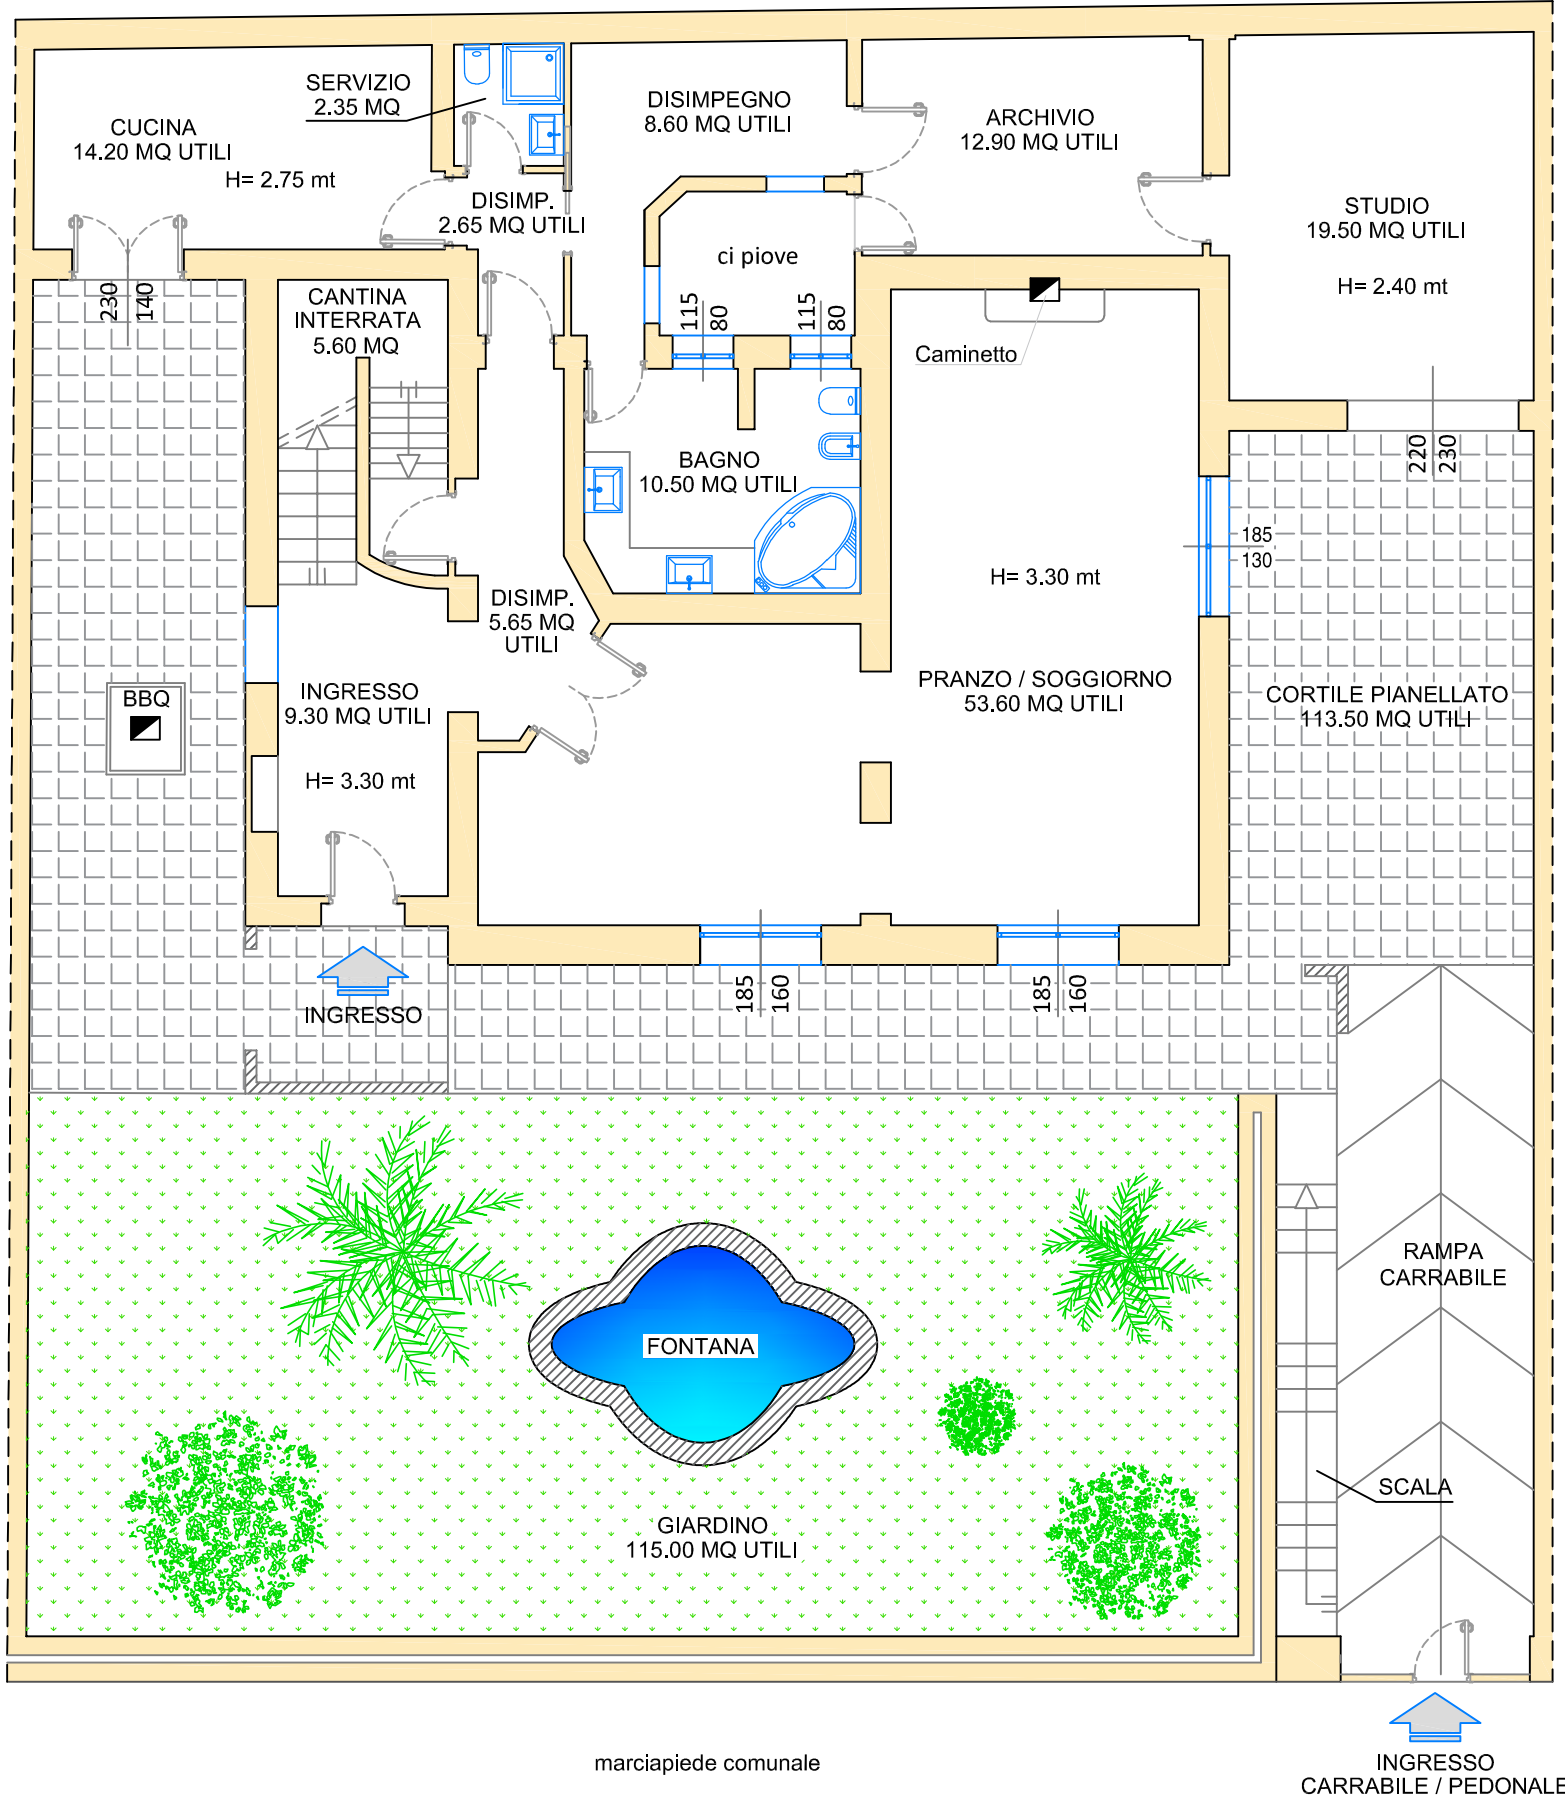 SERVIZIO
2.35 MQ
CUCINA
14.20 MQ UTILI
H= 2.75 mt
DISIMPEGNO
8.60 MQ UTILI
ARCHIVIO
12.90 MQ UTILI
DISIMP.
2.65 MQ UTILI
STUDIO
19.50 MQ UTILI
H= 2.40 mt
ci piove
230
140
CANTINA
INTERRATA
5.60 MQ
115
80
115
80
Caminetto
220
230
BAGNO
10.50 MQ UTILI
185
130
H= 3.30 mt
DISIMP.
5.65 MQ
UTILI
PRANZO / SOGGIORNO
53.60 MQ UTILI
CORTILE PIANELLATO
113.50 MQ UTILI
BBQ
INGRESSO
9.30 MQ UTILI
H= 3.30 mt
INGRESSO
185
160
185
160
RAMPA
CARRABILE
FONTANA
SCALA
GIARDINO
115.00 MQ UTILI
marciapiede comunale
INGRESSO
CARRABILE / PEDONALE